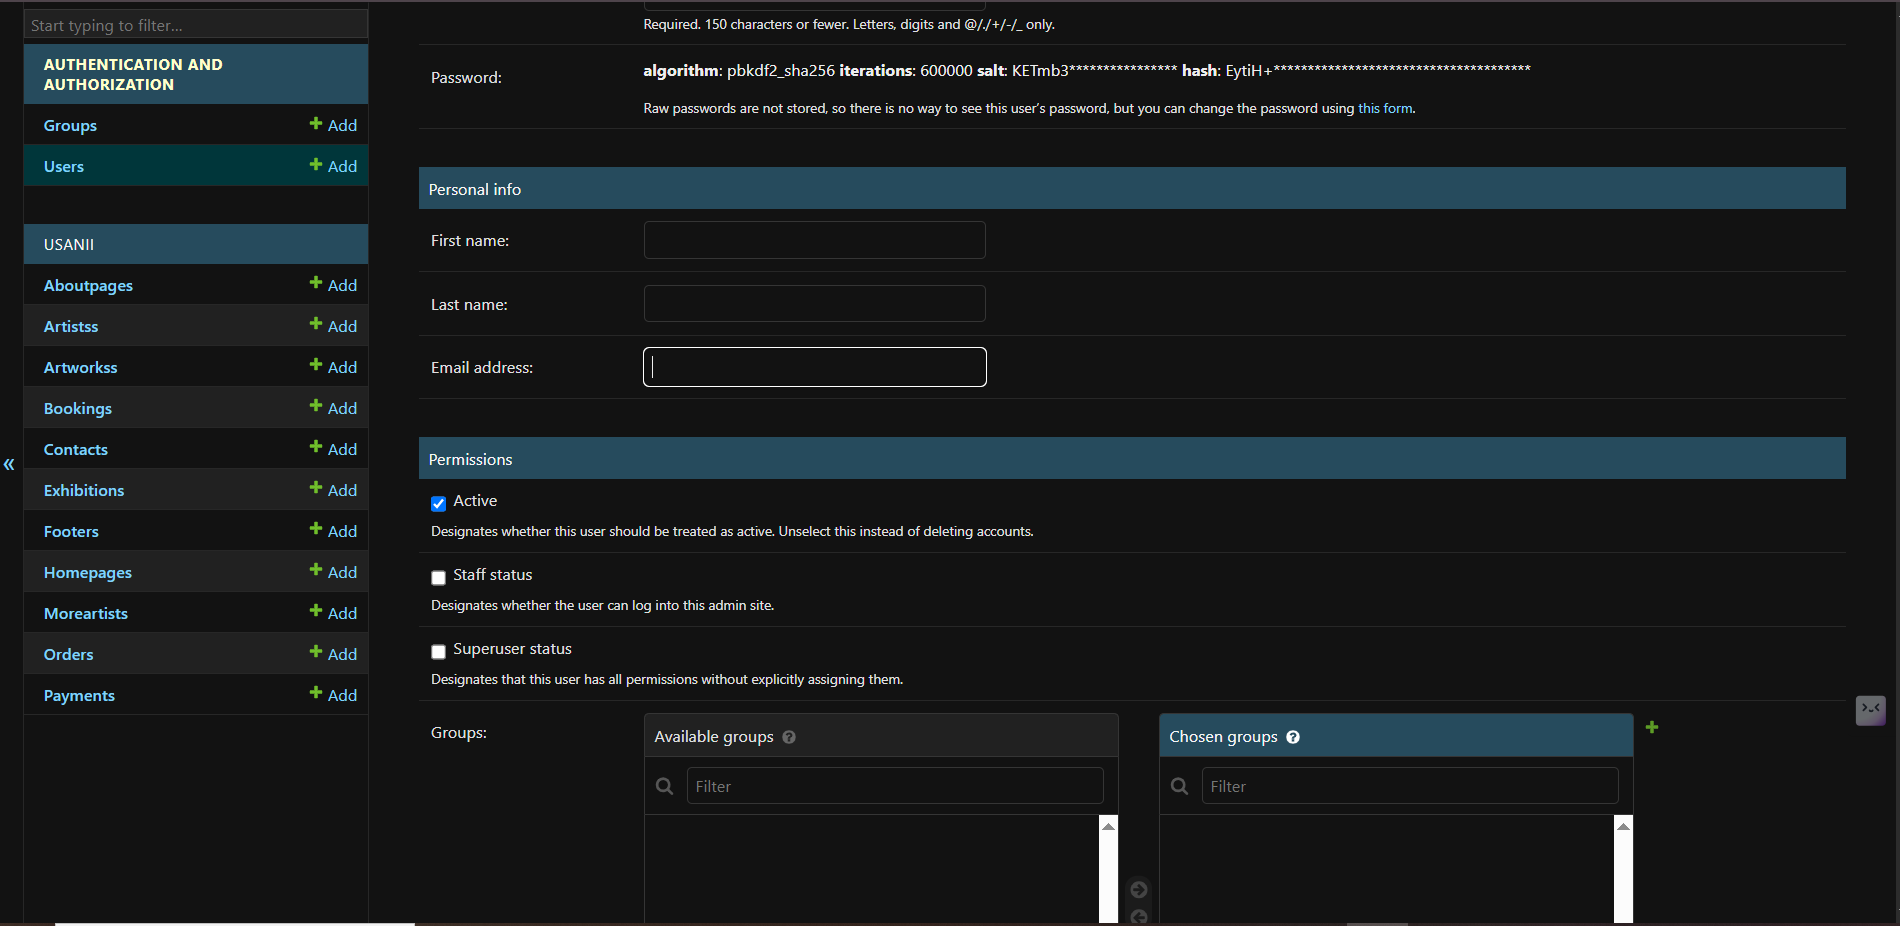 Start typing to filter...
AUTHENTICATION AND
AUTHORIZATION
Groups
Add
Users
Add
USANII
Aboutpages
Add
Artistss
Add
Artworkss
Add
Bookings
Add
Contacts
Add
Exhibitions
Add
Footers
Add
Homepages
Add
Moreartists
Add
Orders
Add
Payments
Add
«
Required. 150 characters or fewer. Letters, digits and @/./+/-/_ only.
Password:
algorithm: pbkdf2_sha256 iterations: 600000 salt: KETmb3**************** hash: EytiH+**************************************
Raw passwords are not stored, so there is no way to see this user’s password, but you can change the password using this form.
Personal info
First name:
Last name:
Email address:
Permissions
Active
Designates whether this user should be treated as active. Unselect this instead of deleting accounts.
Staff status
Designates whether the user can log into this admin site.
Superuser status
Designates that this user has all permissions without explicitly assigning them.
Groups:
Available groups ?
Filter
Chosen groups ?
Filter